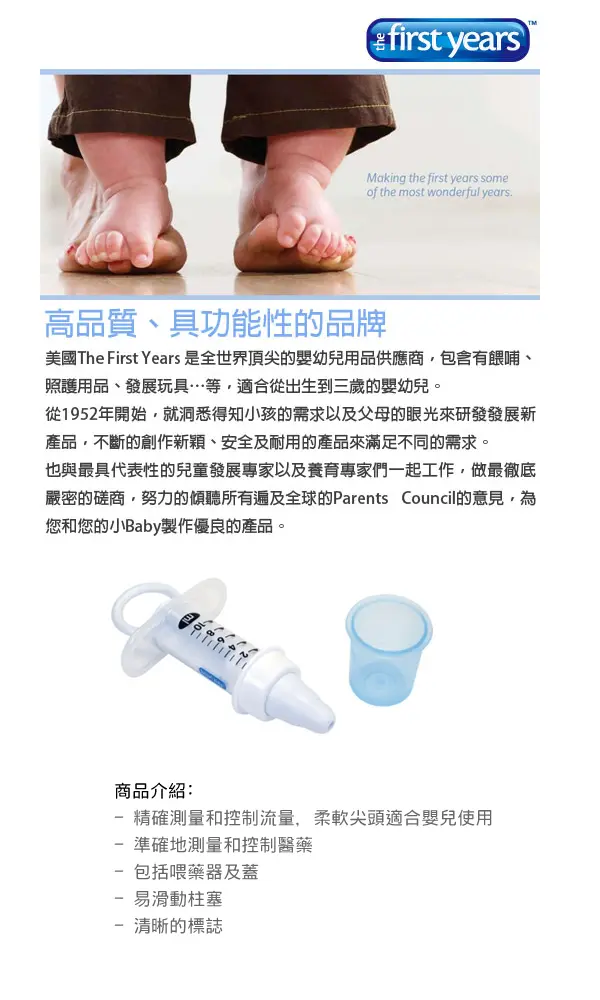 the first years™
Making the first years some
of the most wonderful years.
高品質、具功能性的品牌
美國The First Years 是全世界頂尖的嬰幼兒用品供應商，包含有餵哺、
照護用品、發展玩具…等，適合從出生到三歲的嬰幼兒。
從1952年開始，就洞悉得知小孩的需求以及父母的眼光來研發發展新
產品，不斷的創作新穎、安全及耐用的產品來滿足不同的需求。
也與最具代表性的兒童發展專家以及養育專家們一起工作，做最徹底
嚴密的磋商，努力的傾聽所有遍及全球的Parents Council的意見，為
您和您的小Baby製作優良的產品。
ml
10
8
6
4
2
商品介紹:
- 精確測量和控制流量, 柔軟尖頭適合嬰兒使用
- 準確地測量和控制醫藥
- 包括喂藥器及蓋
- 易滑動柱塞
- 清晰的標誌